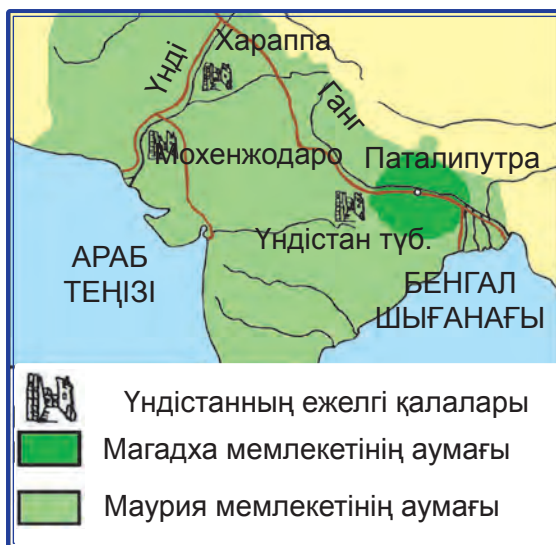 Хараппа
Үнді
Ганг
Мохенжодаро
Паталипутра
Үндістан түб.
АРАБ
ТЕҢІЗІ
БЕНГАЛ
ШЫҒАНАҒЫ
Үндістанның ежелгі қалалары
Магадха мемлекетінің аумағы
Маурия мемлекетінің аумағы